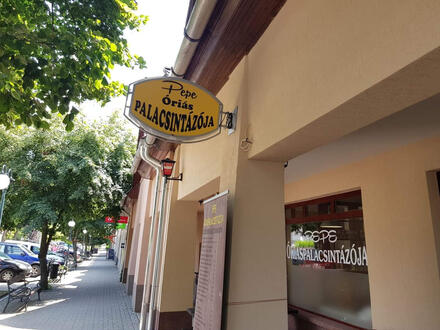 Pepe
Óriás
PALACSINTÁZÓJA
PEPE
ÓRIÁSPALACSINTÁZÓJA